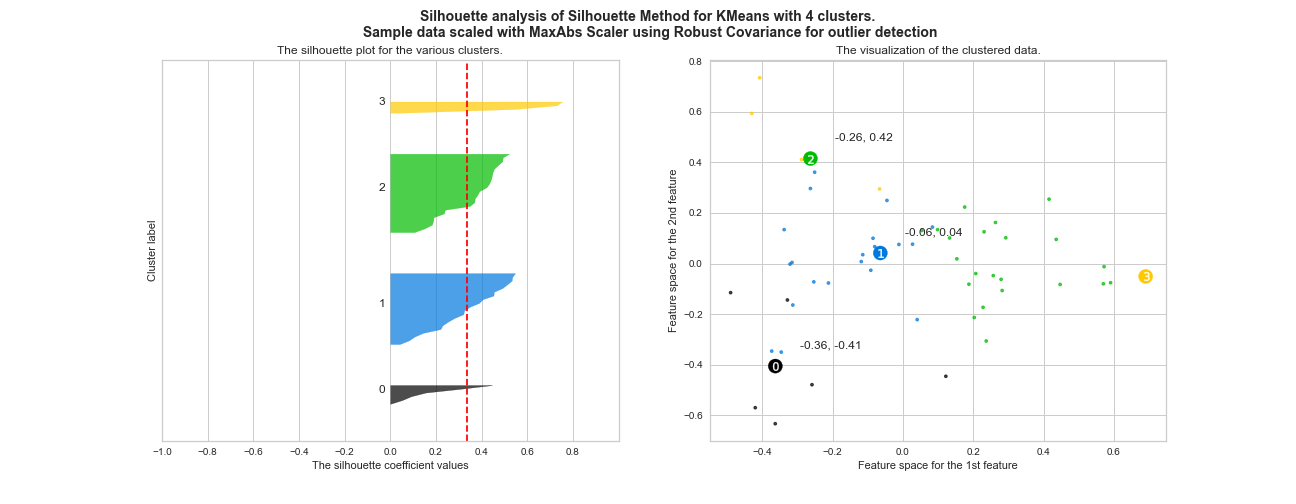 Silhouette analysis of Silhouette Method for KMeans with 4 clusters.
Sample data scaled with MaxAbs Scaler using Robust Covariance for outlier detection
The silhouette plot for the various clusters.
3
2
1
0
Cluster label
−1.0 −0.8 −0.6 −0.4 −0.2 0.0 0.2 0.4 0.6 0.8
The silhouette coefficient values
The visualization of the clustered data.
0.8
0.6
0.4
0.2
0.0
−0.2
−0.4
−0.6
Feature space for the 2nd feature
-0.26, 0.42
2
-0.06, 0.04
1
3
-0.36, -0.41
0
−0.4 −0.2 0.0 0.2 0.4 0.6
Feature space for the 1st feature